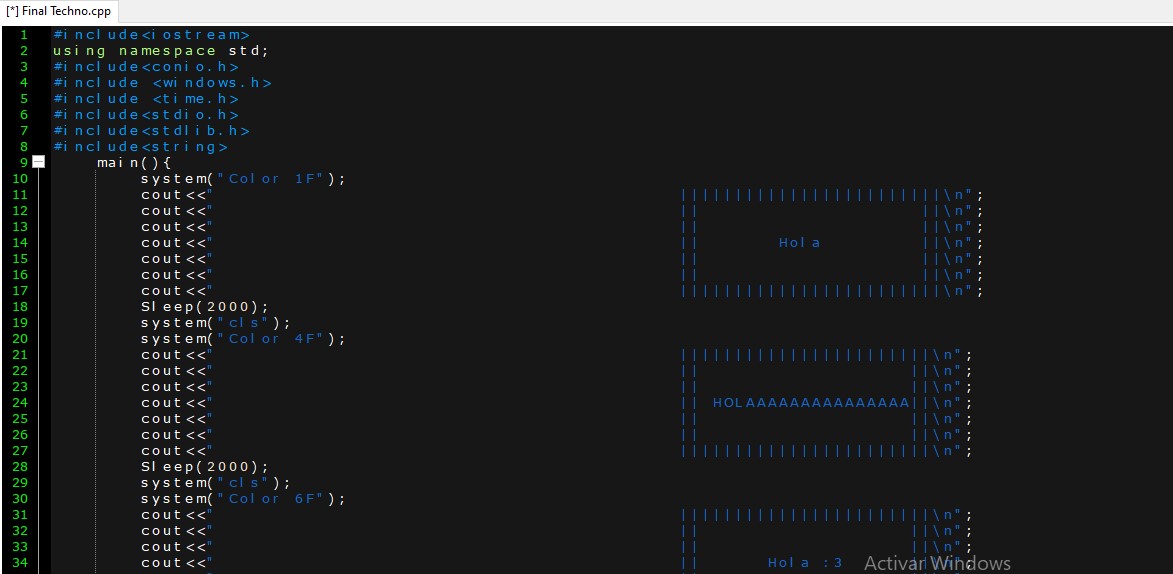 [*] Final Techno.cpp
1 #include<iostream>
2 using namespace std;
3 #include<conio.h>
4 #include <windows.h>
5 #include <time.h>
6 #include<stdio.h>
7 #include<stdlib.h>
8 #include<string>
9 main(){
10 system("Color 1F");
11 cout<<" ||||||||||||||||||||||||\n";
12 cout<<" || ||\n";
13 cout<<" || ||\n";
14 cout<<" || Hola ||\n";
15 cout<<" || ||\n";
16 cout<<" || ||\n";
17 cout<<" ||||||||||||||||||||||||\n";
18 Sleep(2000);
19 system("cls");
20 system("Color 4F");
21 cout<<" |||||||||||||||||||||||\n";
22 cout<<" || ||\n";
23 cout<<" || ||\n";
24 cout<<" || HOLAAAAAAAAAAAAAAA||\n";
25 cout<<" || ||\n";
26 cout<<" || ||\n";
27 cout<<" |||||||||||||||||||||||\n";
28 Sleep(2000);
29 system("cls");
30 system("Color 6F");
31 cout<<" |||||||||||||||||||||||\n";
32 cout<<" || ||\n";
33 cout<<" || ||\n";
34 cout<<" || Hola :3 ||\n";
Activar Windows